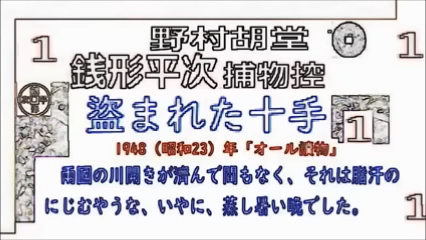 野村胡堂
銭形平次 捕物控
盗まれた十手
1948（昭和23）年「オール讀物」
両国の川開きが済んで間もなく、それは脂汗の
にじむやうな、いやに、蒸し暑い晩でした。
1
1
1
1